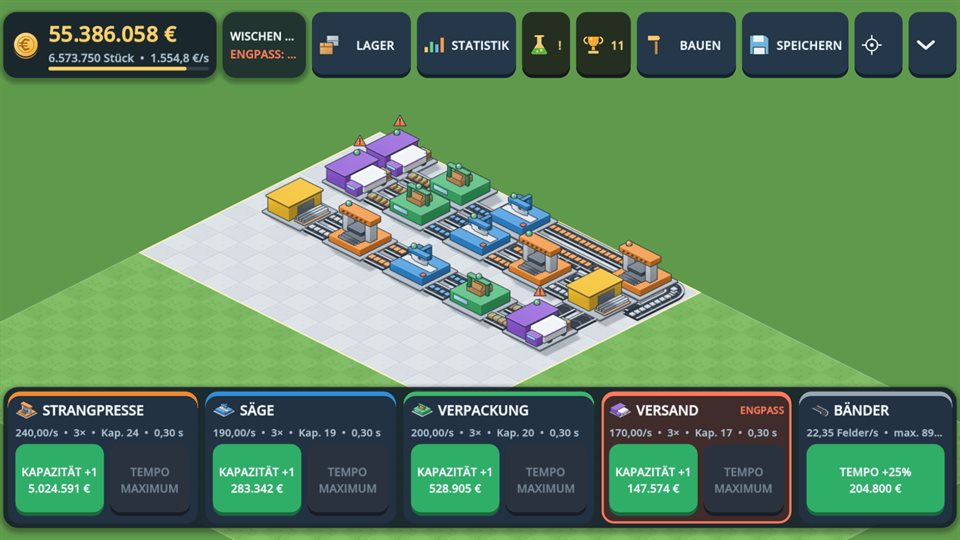 55.386.058 €
6.573.750 Stück • 1.554,8 €/s
WISCHEN ...
ENGPASS: ...
LAGER
STATISTIK
!
11
BAUEN
SPEICHERN
STRANGPRESSE
240,00/s • 3× • Kap. 24 • 0,30 s
KAPAZITÄT +1
5.024.591 €
TEMPO
MAXIMUM
SÄGE
190,00/s • 3× • Kap. 19 • 0,30 s
KAPAZITÄT +1
283.342 €
TEMPO
MAXIMUM
VERPACKUNG
200,00/s • 3× • Kap. 20 • 0,30 s
KAPAZITÄT +1
528.905 €
TEMPO
MAXIMUM
VERSAND ENGPASS
170,00/s • 3× • Kap. 17 • 0,30 s
KAPAZITÄT +1
147.574 €
TEMPO
MAXIMUM
BÄNDER
22,35 Felder/s • max. 89...
TEMPO +25%
204.800 €